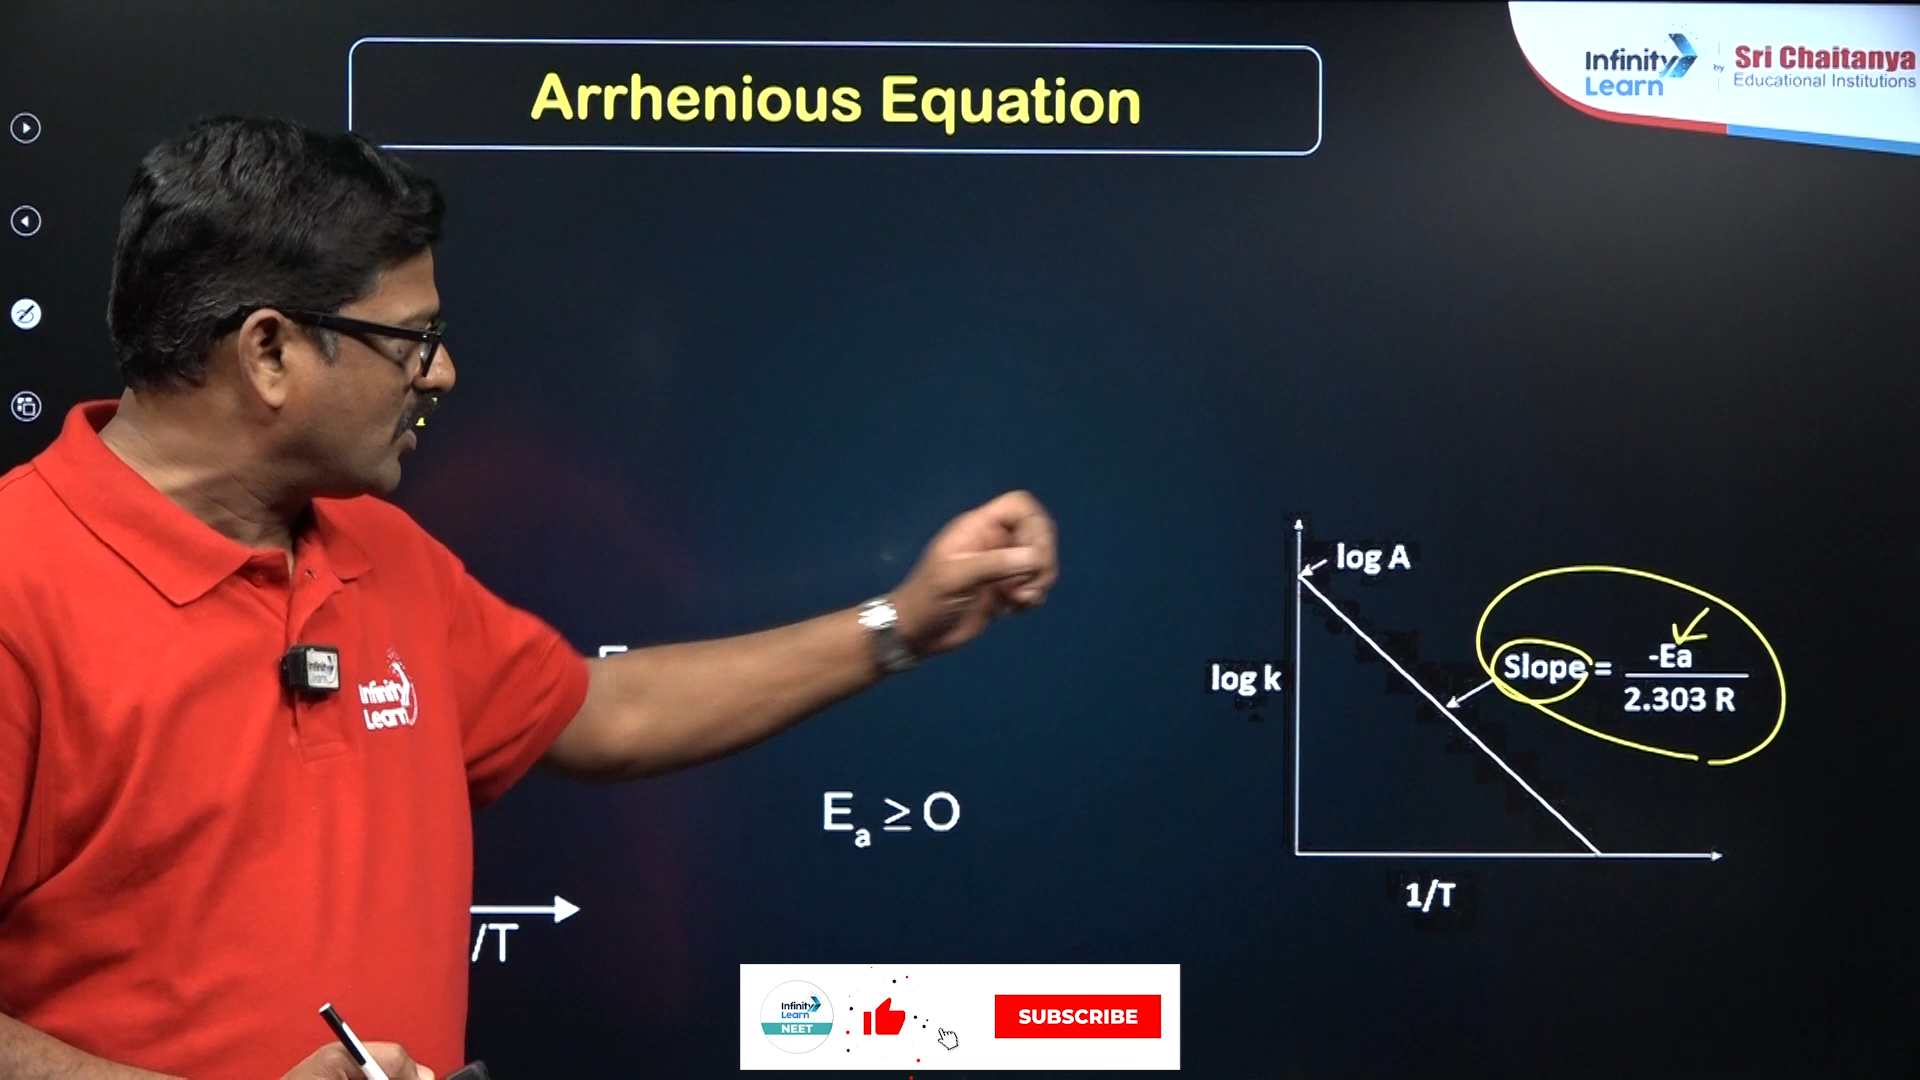 Arrhenious Equation
Infinity Learn by Sri Chaitanya Educational Institutions
log A
log k
Slope = -Ea / 2.303 R
1/T
Ea ≥ O
/T
Infinity Learn
Infinity Learn NEET
SUBSCRIBE